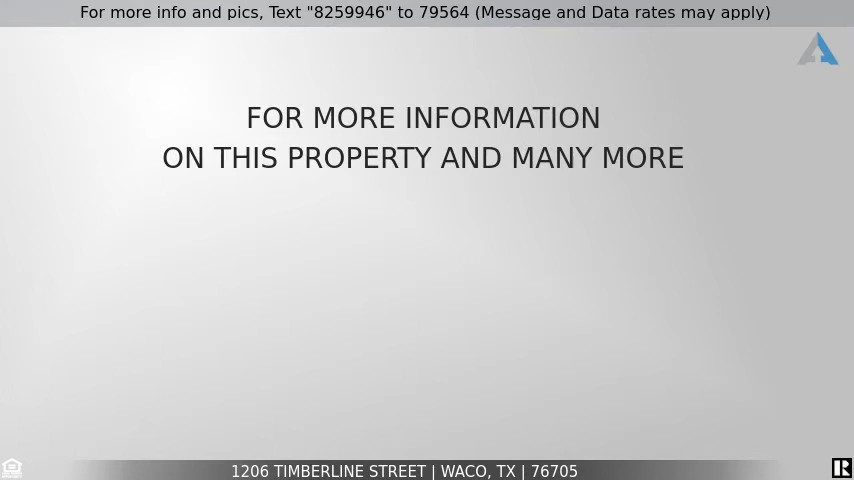 For more info and pics, Text "8259946" to 79564 (Message and Data rates may apply)
FOR MORE INFORMATION
ON THIS PROPERTY AND MANY MORE
1206 TIMBERLINE STREET | WACO, TX | 76705